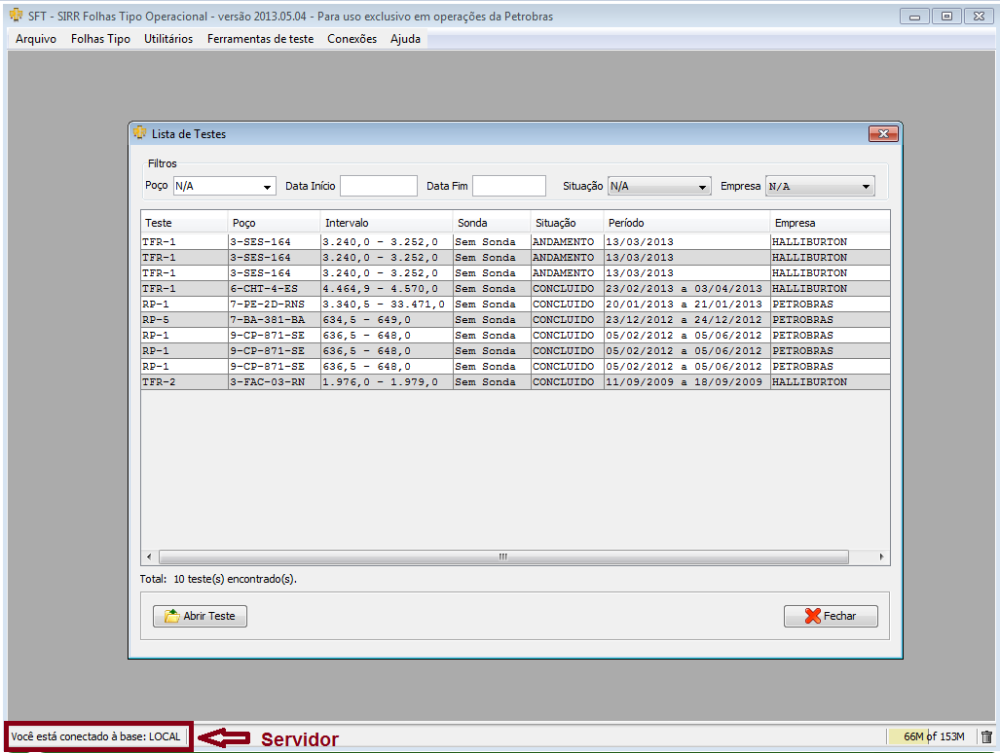 SFT - SIRR Folhas Tipo Operacional - versão 2013.05.04 - Para uso exclusivo em operações da Petrobras
Arquivo Folhas Tipo Utilitários Ferramentas de teste Conexões Ajuda
Lista de Testes
Filtros
Poço N/A Data Início Data Fim Situação N/A Empresa N/A
Teste Poço Intervalo Sonda Situação Período Empresa
TFR-1 3-SES-164 3.240,0 - 3.252,0 Sem Sonda ANDAMENTO 13/03/2013 HALLIBURTON
TFR-1 3-SES-164 3.240,0 - 3.252,0 Sem Sonda ANDAMENTO 13/03/2013 HALLIBURTON
TFR-1 3-SES-164 3.240,0 - 3.252,0 Sem Sonda ANDAMENTO 13/03/2013 HALLIBURTON
TFR-1 6-CHT-4-ES 4.464,9 - 4.570,0 Sem Sonda CONCLUIDO 23/02/2013 a 03/04/2013 HALLIBURTON
RP-1 7-PE-2D-RNS 3.340,5 - 33.471,0 Sem Sonda CONCLUIDO 20/01/2013 a 21/01/2013 PETROBRAS
RP-5 7-BA-381-BA 634,5 - 649,0 Sem Sonda CONCLUIDO 23/12/2012 a 24/12/2012 PETROBRAS
RP-1 9-CP-871-SE 636,5 - 648,0 Sem Sonda CONCLUIDO 05/02/2012 a 05/06/2012 PETROBRAS
RP-1 9-CP-871-SE 636,5 - 648,0 Sem Sonda CONCLUIDO 05/02/2012 a 05/06/2012 PETROBRAS
RP-1 9-CP-871-SE 636,5 - 648,0 Sem Sonda CONCLUIDO 05/02/2012 a 05/06/2012 PETROBRAS
TFR-2 3-FAC-03-RN 1.976,0 - 1.979,0 Sem Sonda CONCLUIDO 11/09/2009 a 18/09/2009 HALLIBURTON
Total: 10 teste(s) encontrado(s).
Abrir Teste Fechar
Você está conectado à base: LOCAL Servidor 66M of 153M